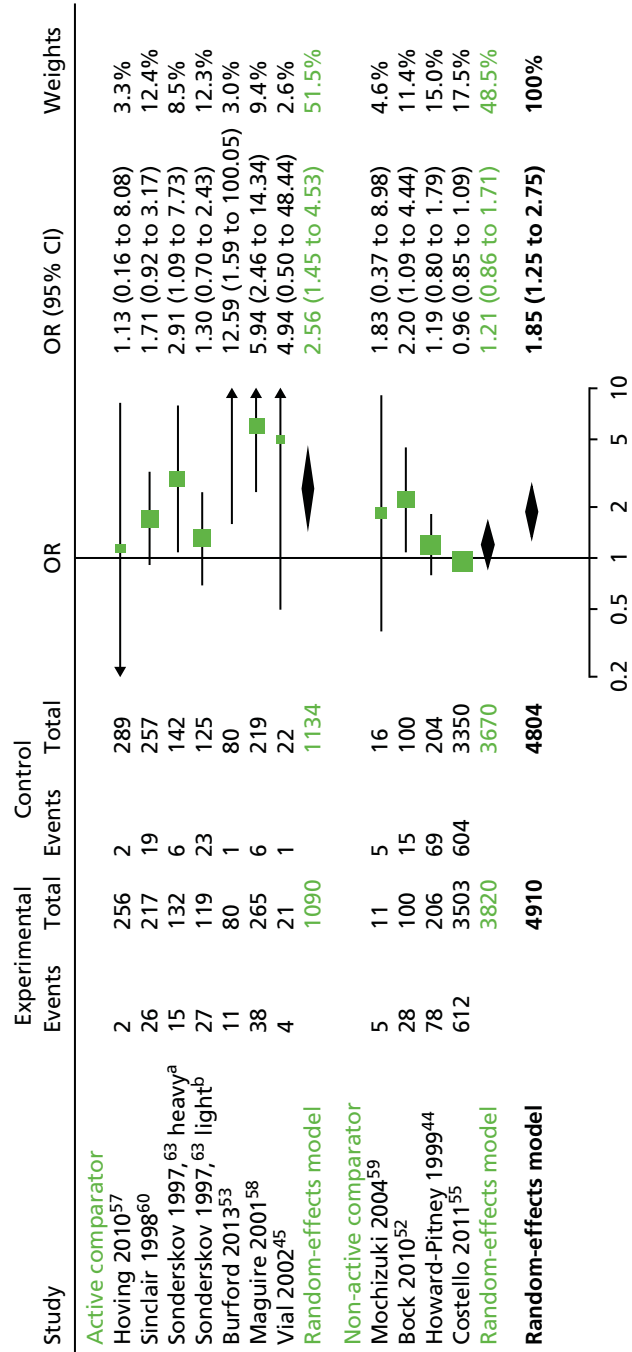 Experimental Control
Study Events Total Events Total OR OR (95% CI) Weights
Active comparator
Hoving 2010⁵⁷ 2 256 2 289 1.13 (0.16 to 8.08) 3.3%
Sinclair 1998⁶⁰ 26 217 19 257 1.71 (0.92 to 3.17) 12.4%
Sonderskov 1997,⁶³ heavyᵃ 15 132 6 142 2.91 (1.09 to 7.73) 8.5%
Sonderskov 1997,⁶³ lightᵇ 27 119 23 125 1.30 (0.70 to 2.43) 12.3%
Burford 2013⁵³ 11 80 1 80 12.59 (1.59 to 100.05) 3.0%
Maguire 2001⁵⁸ 38 265 6 219 5.94 (2.46 to 14.34) 9.4%
Vial 2002⁴⁵ 4 21 1 22 4.94 (0.50 to 48.44) 2.6%
Random-effects model 1090 1134 2.56 (1.45 to 4.53) 51.5%
Non-active comparator
Mochizuki 2004⁵⁹ 5 11 5 16 1.83 (0.37 to 8.98) 4.6%
Bock 2010⁵² 28 100 15 100 2.20 (1.09 to 4.44) 11.4%
Howard-Pitney 1999⁴⁴ 78 206 69 204 1.19 (0.80 to 1.79) 15.0%
Costello 2011⁵⁵ 612 3503 604 3350 0.96 (0.85 to 1.09) 17.5%
Random-effects model 3820 3670 1.21 (0.86 to 1.71) 48.5%
Random-effects model 4910 4804 1.85 (1.25 to 2.75) 100%
0.2 0.5 1 2 5 10